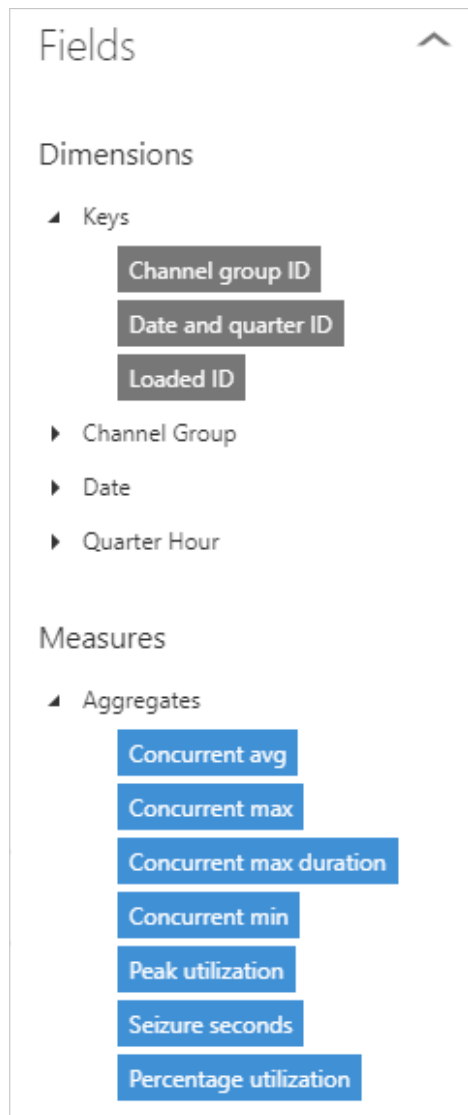 Fields
Dimensions
Keys
Channel group ID
Date and quarter ID
Loaded ID
Channel Group
Date
Quarter Hour
Measures
Aggregates
Concurrent avg
Concurrent max
Concurrent max duration
Concurrent min
Peak utilization
Seizure seconds
Percentage utilization